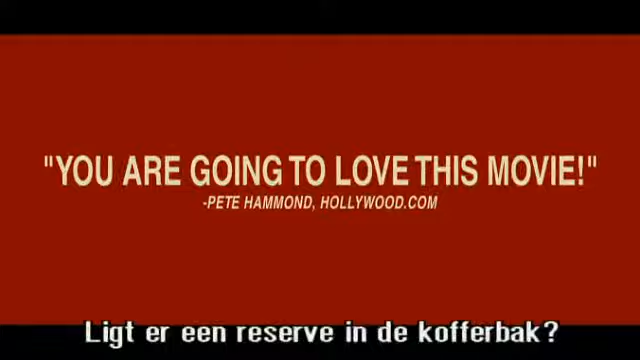 "YOU ARE GOING TO LOVE THIS MOVIE!"
-PETE HAMMOND, HOLLYWOOD.COM
Ligt er een reserve in de kofferbak?